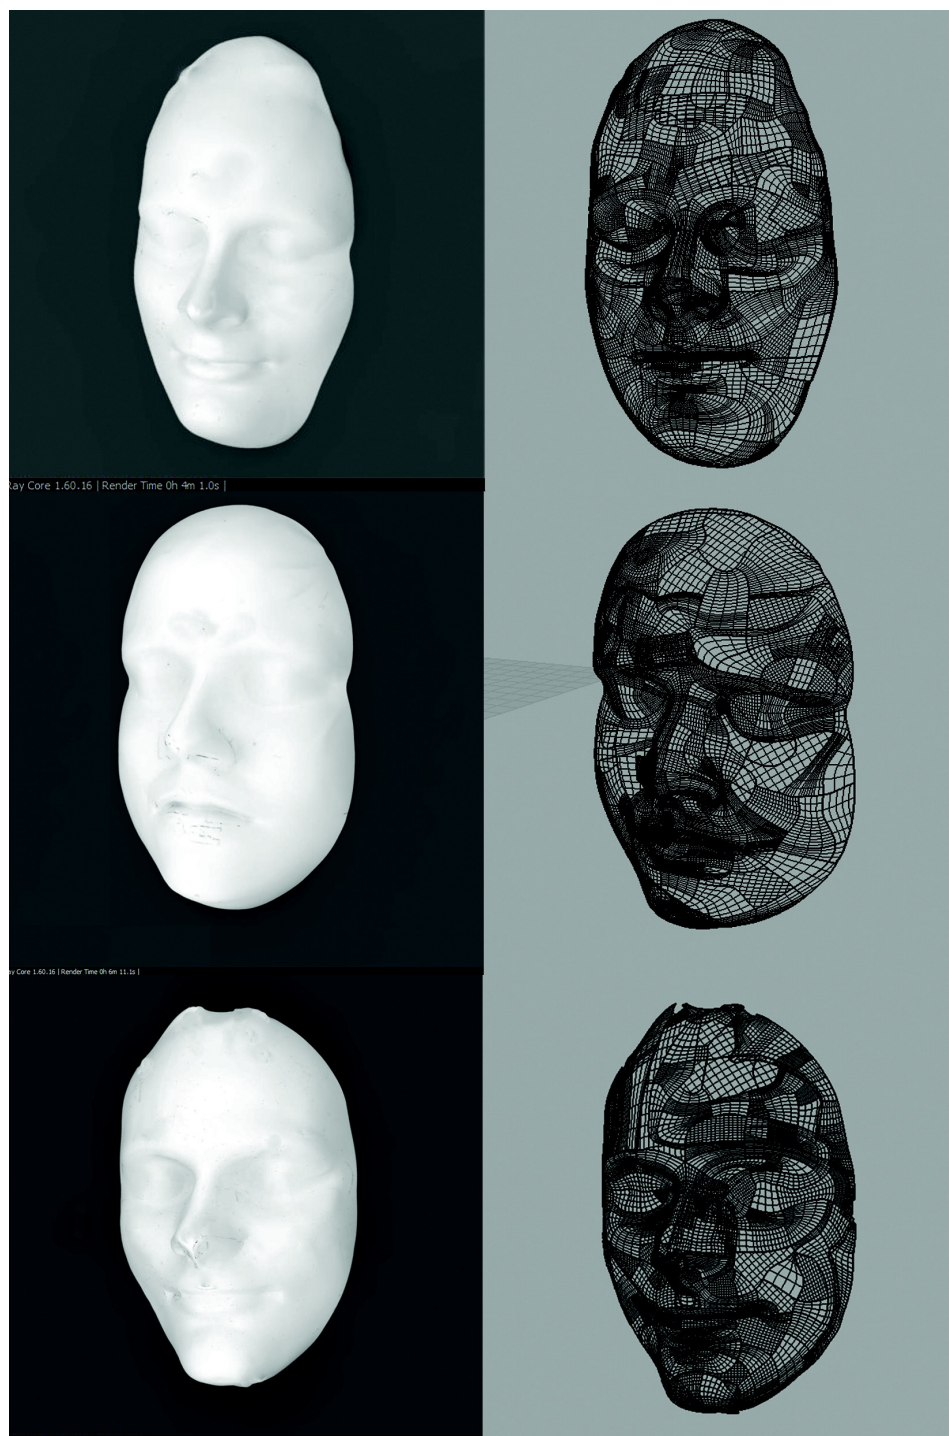 Ray Core 1.60.16 | Render Time 0h 4m 1.0s |
ay Core 1.60.16 | Render Time 0h 6m 11.1s |